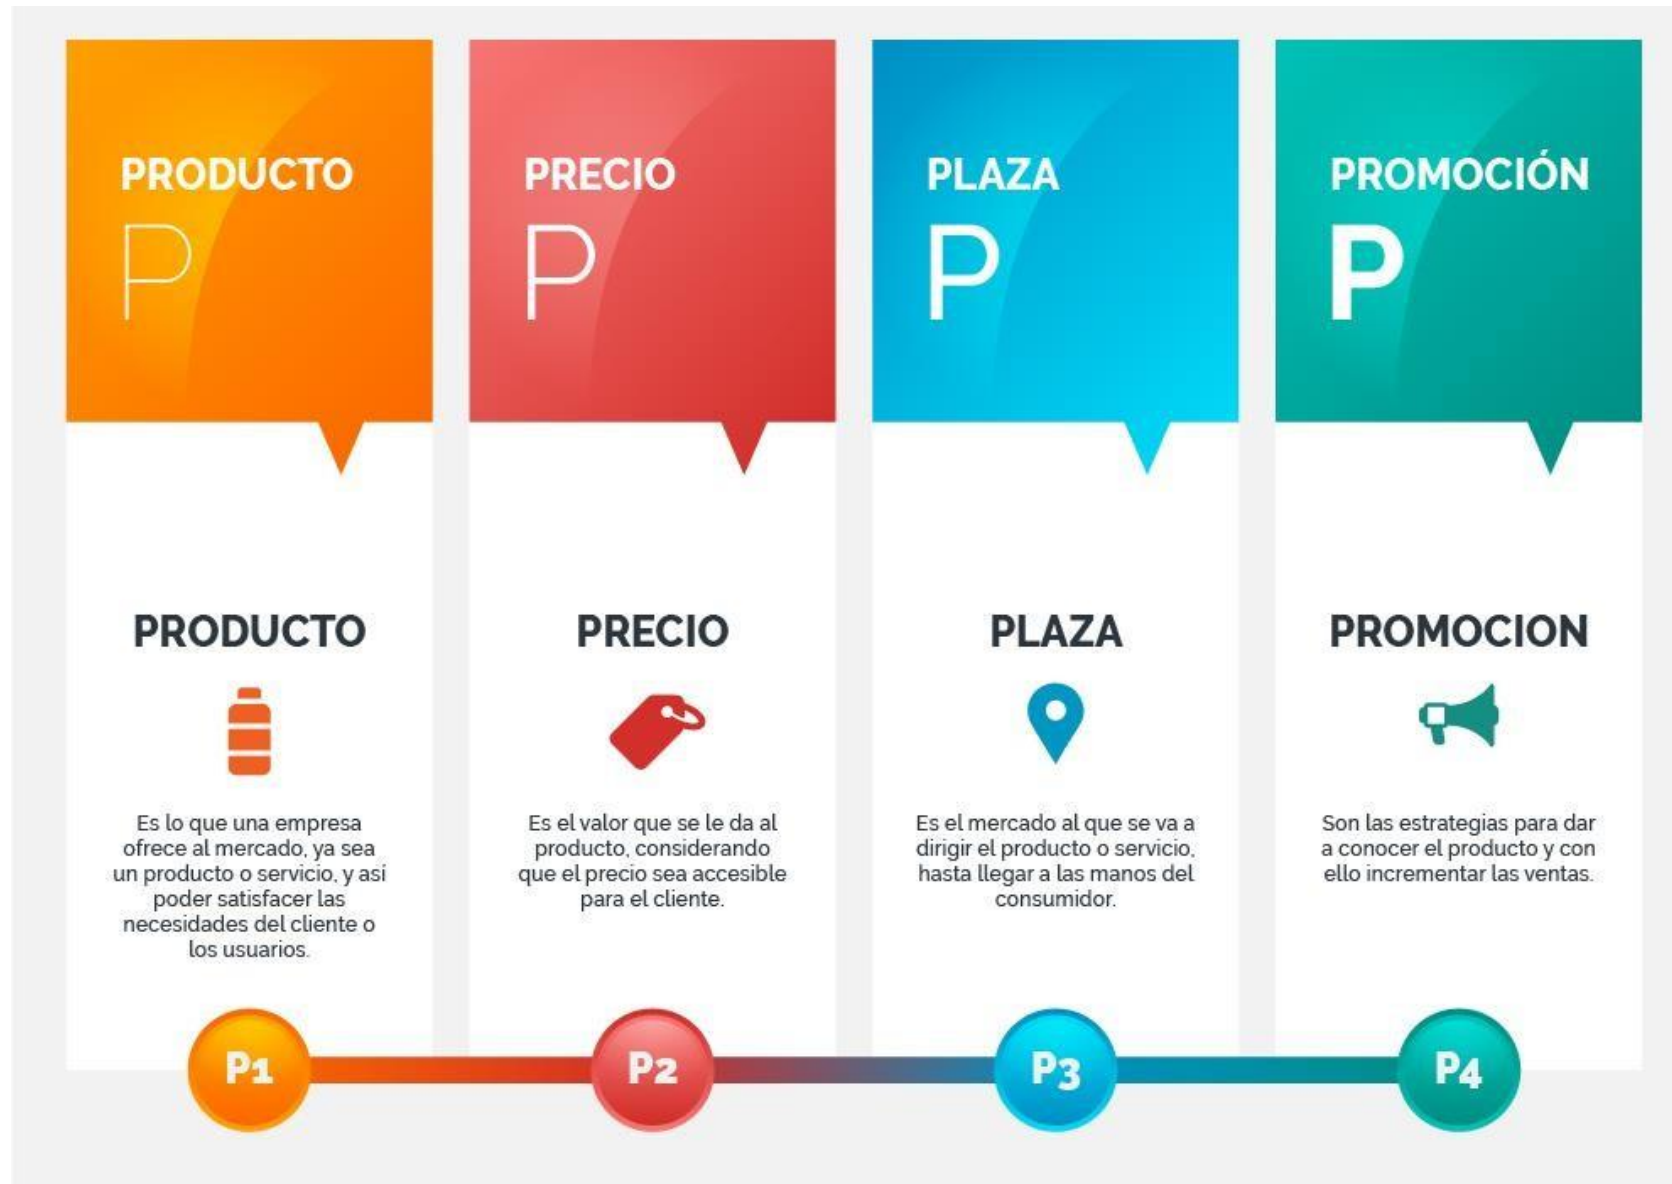 PRODUCTO
P
PRECIO
P
PLAZA
P
PROMOCIÓN
P
PRODUCTO
Es lo que una empresa
ofrece al mercado, ya sea
un producto o servicio, y así
poder satisfacer las
necesidades del cliente o
los usuarios.
P1
PRECIO
Es el valor que se le da al
producto, considerando
que el precio sea accesible
para el cliente.
P2
PLAZA
Es el mercado al que se va a
dirigir el producto o servicio,
hasta llegar a las manos del
consumidor.
P3
PROMOCION
Son las estrategias para dar
a conocer el producto y con
ello incrementar las ventas.
P4